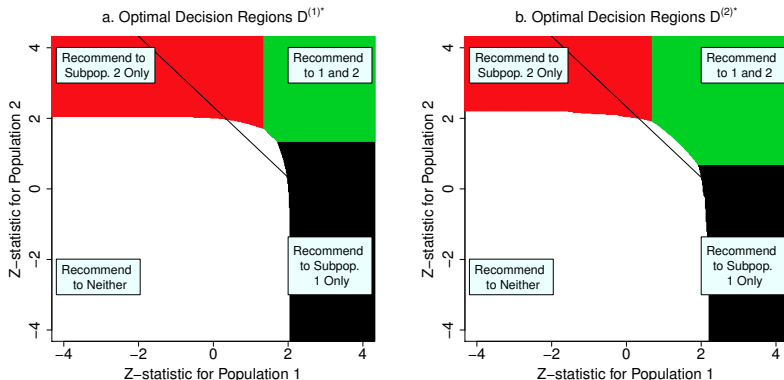 a. Optimal Decision Regions D(1)*
Z−statistic for Population 2
4
2
0
−2
−4
Recommend to
Subpop. 2 Only
Recommend
to 1 and 2
Recommend
to Neither
Recommend
to Subpop.
1 Only
−4
−2
0
2
4
Z−statistic for Population 1
b. Optimal Decision Regions D(2)*
Z−statistic for Population 2
4
2
0
−2
−4
Recommend to
Subpop. 2 Only
Recommend
to 1 and 2
Recommend
to Neither
Recommend
to Subpop.
1 Only
−4
−2
0
2
4
Z−statistic for Population 1